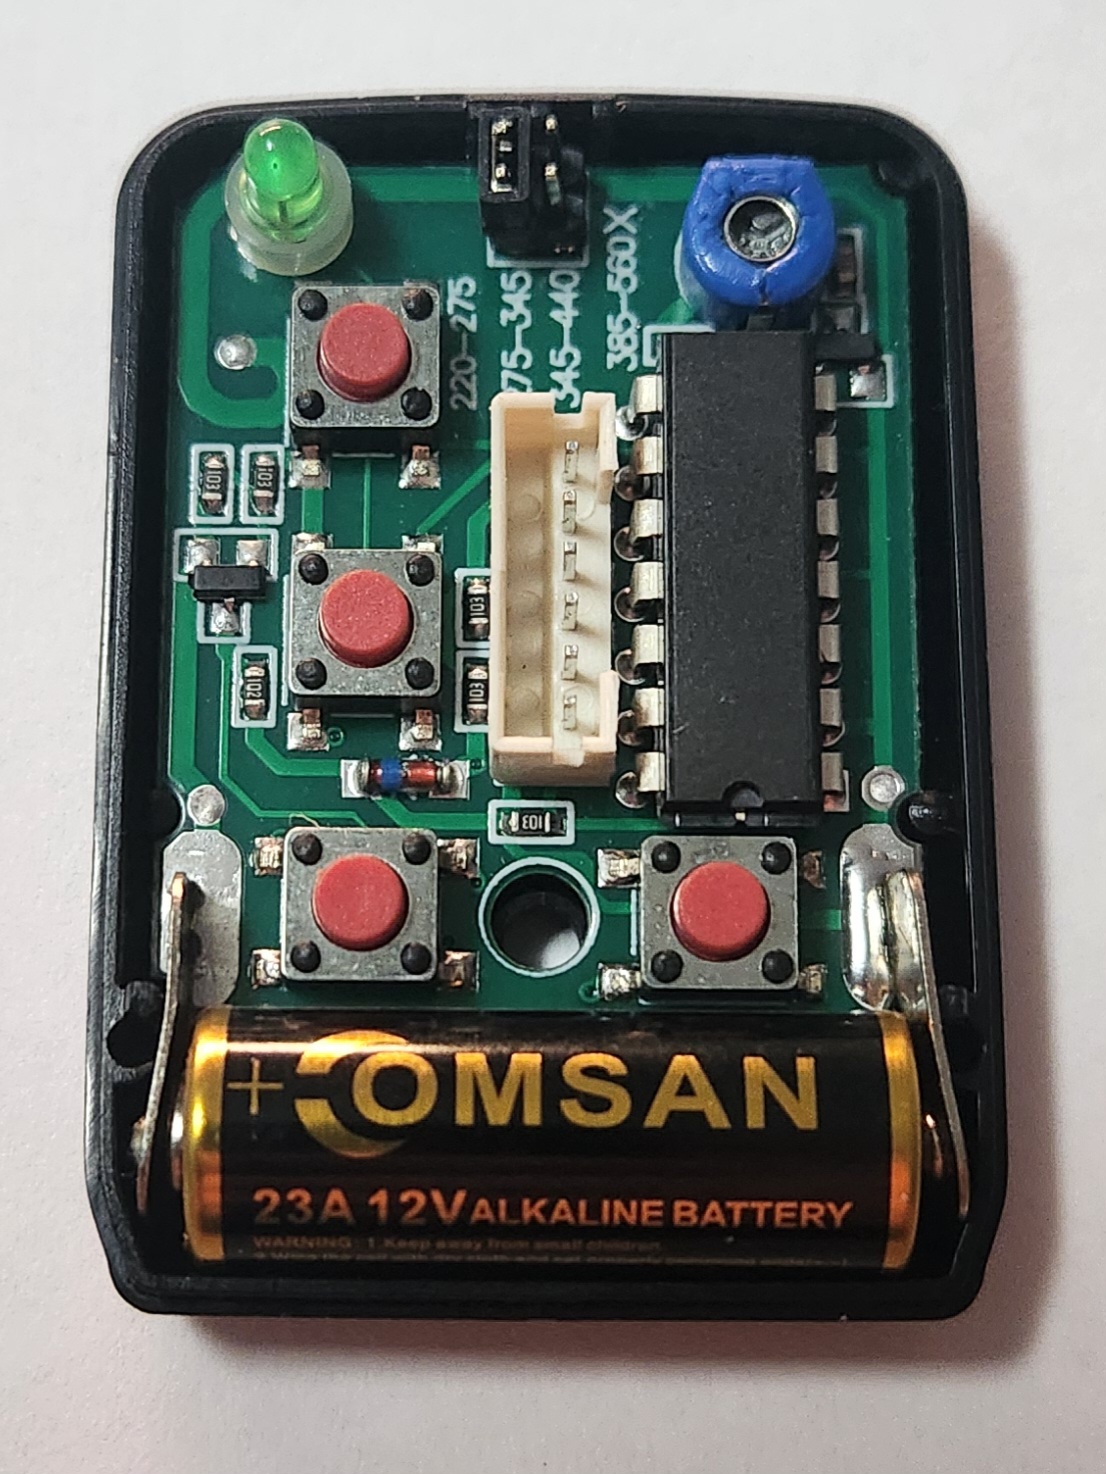 220-275
275-345
345-440
385-560X
103
103
103
103
102
103
+ COMSAN
23A 12V ALKALINE BATTERY
WARNING: 1.Keep away from small children.